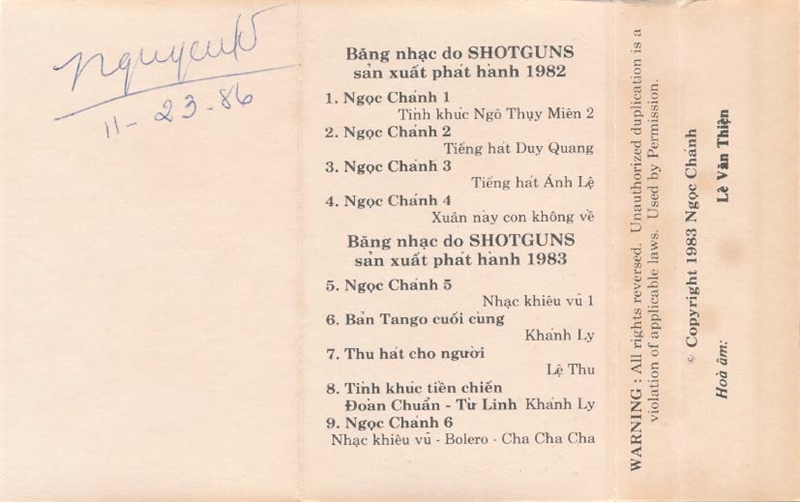 11-23-86
Băng nhạc do SHOTGUNS
sản xuất phát hành 1982
1. Ngọc Chánh 1
Tình khúc Ngô Thụy Miên 2
2. Ngọc Chánh 2
Tiếng hát Duy Quang
3. Ngọc Chánh 3
Tiếng hát Ánh Lệ
4. Ngọc Chánh 4
Xuân này con không về
Băng nhạc do SHOTGUNS
sản xuất phát hành 1983
5. Ngọc Chánh 5
Nhạc khiêu vũ 1
6. Bản Tango cuối cùng
Khánh Ly
7. Thu hát cho người
Lệ Thu
8. Tình khúc tiền chiến
Đoàn Chuẩn - Từ Linh Khánh Ly
9. Ngọc Chánh 6
Nhạc khiêu vũ - Bolero - Cha Cha Cha
WARNING : All rights reversed. Unauthorized duplication is a
violation of applicable laws. Used by Permission.
© Copyright 1983 Ngọc Chánh
Hoà âm: Lê Văn Thiện